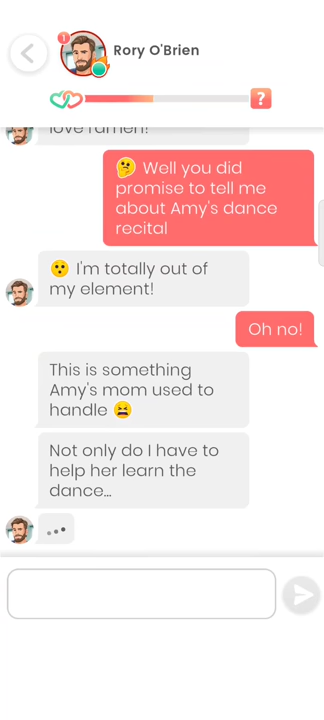 1
Rory O'Brien
?
love ramen!
🤔 Well you did
promise to tell me
about Amy's dance
recital
😯 I'm totally out of
my element!
Oh no!
This is something
Amy's mom used to
handle 😫
Not only do I have to
help her learn the
dance...